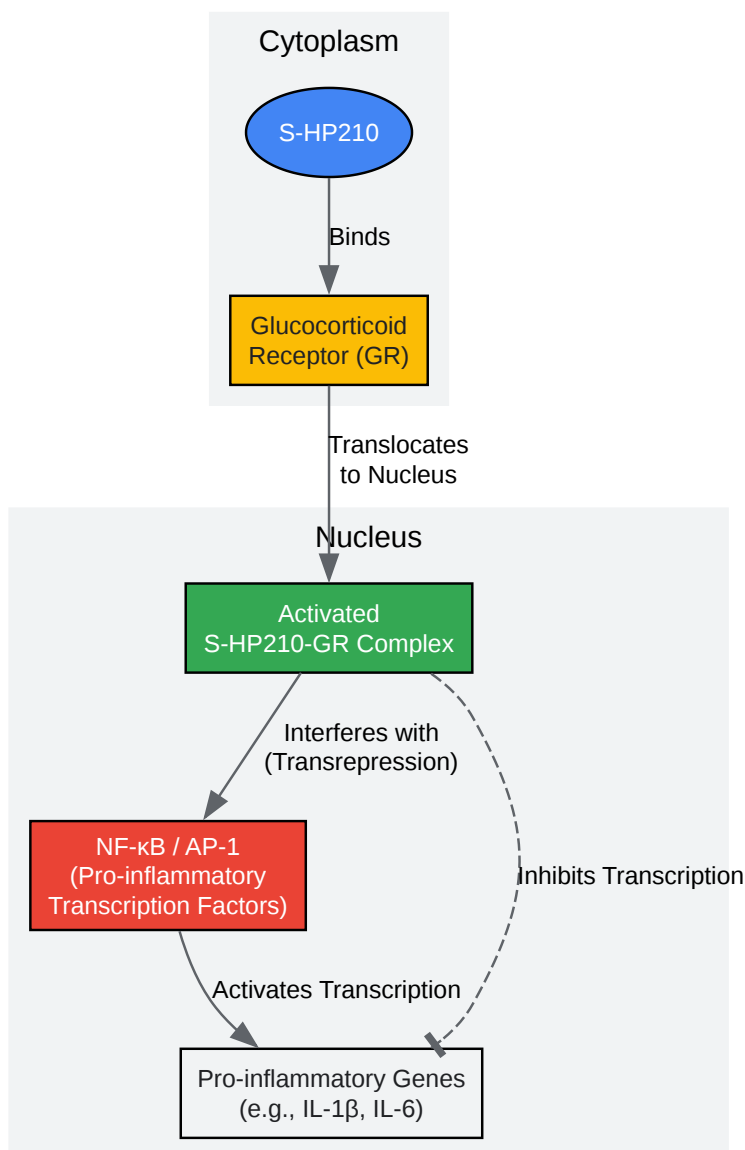 Cytoplasm
S-HP210
Binds
Glucocorticoid
Receptor (GR)
Translocates
to Nucleus
Nucleus
Activated
S-HP210-GR Complex
Interferes with
(Transrepression)
NF-κB / AP-1
(Pro-inflammatory
Transcription Factors)
Inhibits Transcription
Activates Transcription
Pro-inflammatory Genes
(e.g., IL-1β, IL-6)